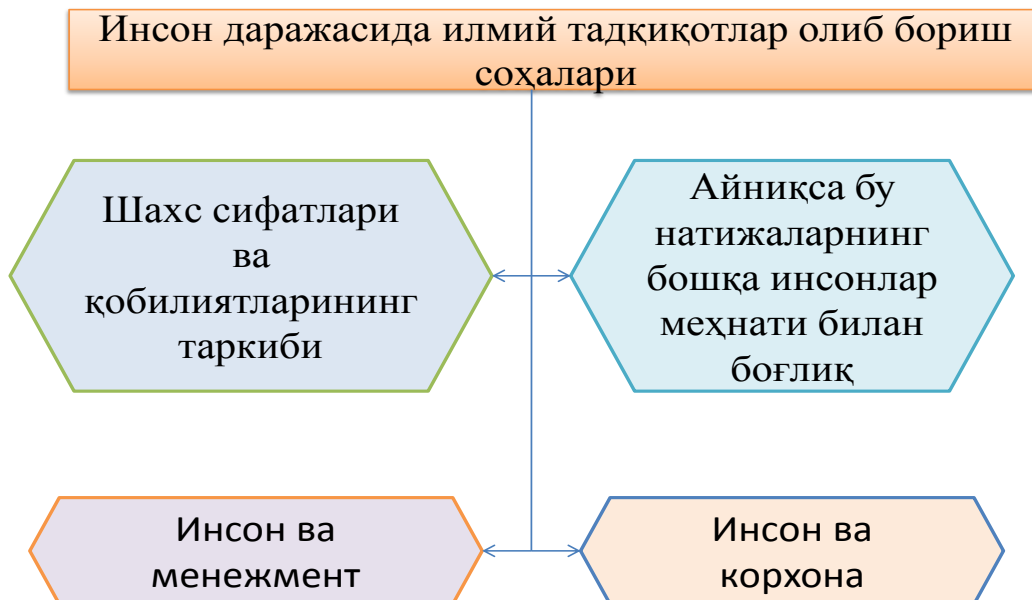 Инсон даражасида илмий тадқиқотлар олиб бориш
соҳалари
Шахс сифатлари
ва
қобилиятларининг
таркиби
Айниқса бу
натижаларнинг
бошқа инсонлар
меҳнати билан
боғлиқ
Инсон ва
менежмент
Инсон ва
корхона